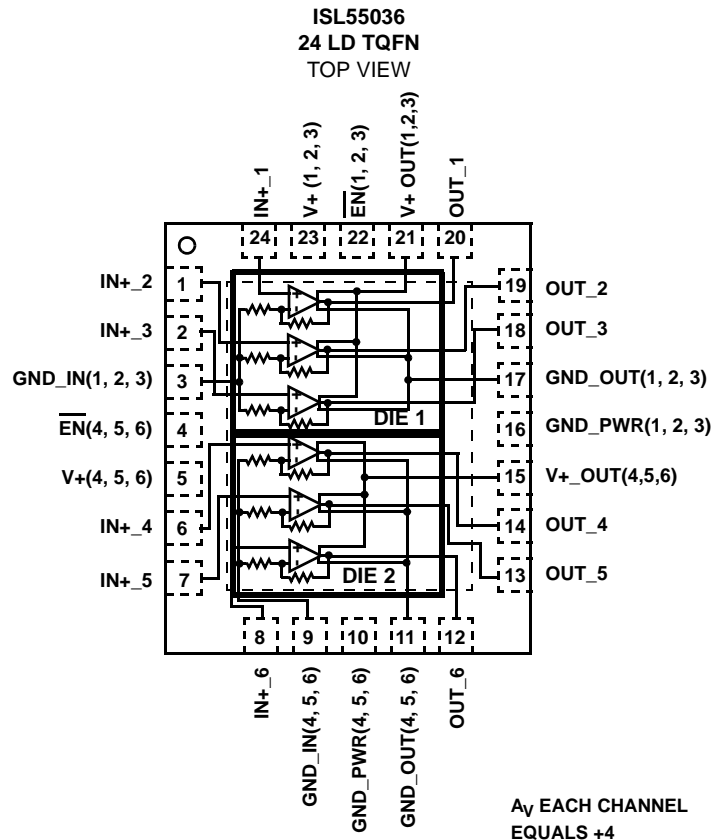 ISL55036
24 LD TQFN
TOP VIEW
IN+_1
V+ (1, 2, 3)
EN(1, 2, 3)
V+ OUT(1,2,3)
OUT_1
24
23
22
21
20
IN+_2
1
19
OUT_2
IN+_3
2
18
OUT_3
GND_IN(1, 2, 3)
3
17
GND_OUT(1, 2, 3)
DIE 1
EN(4, 5, 6)
4
16
GND_PWR(1, 2, 3)
V+(4, 5, 6)
5
15
V+_OUT(4,5,6)
IN+_4
6
14
OUT_4
IN+_5
7
13
OUT_5
DIE 2
8
9
10
11
12
IN+_6
GND_IN(4, 5, 6)
GND_PWR(4, 5, 6)
GND_OUT(4, 5, 6)
OUT_6
AV EACH CHANNEL
EQUALS +4